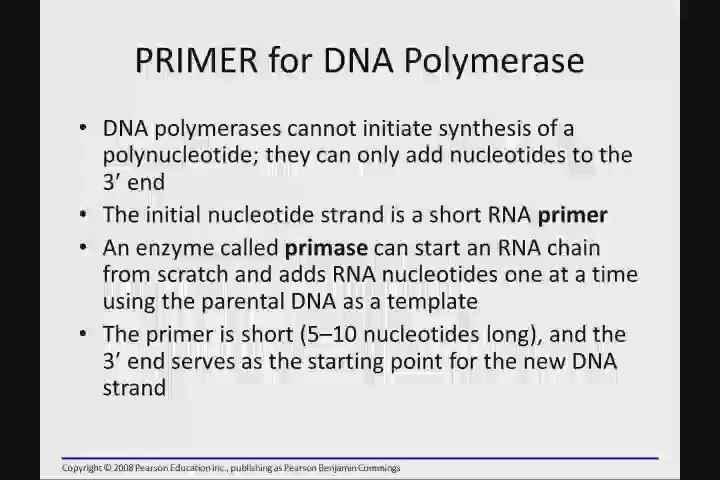 PRIMER for DNA Polymerase
• DNA polymerases cannot initiate synthesis of a
polynucleotide; they can only add nucleotides to the
3′ end
• The initial nucleotide strand is a short RNA primer
• An enzyme called primase can start an RNA chain
from scratch and adds RNA nucleotides one at a time
using the parental DNA as a template
• The primer is short (5–10 nucleotides long), and the
3′ end serves as the starting point for the new DNA
strand
Copyright © 2008 Pearson Education Inc., publishing as Pearson Benjamin Cummings